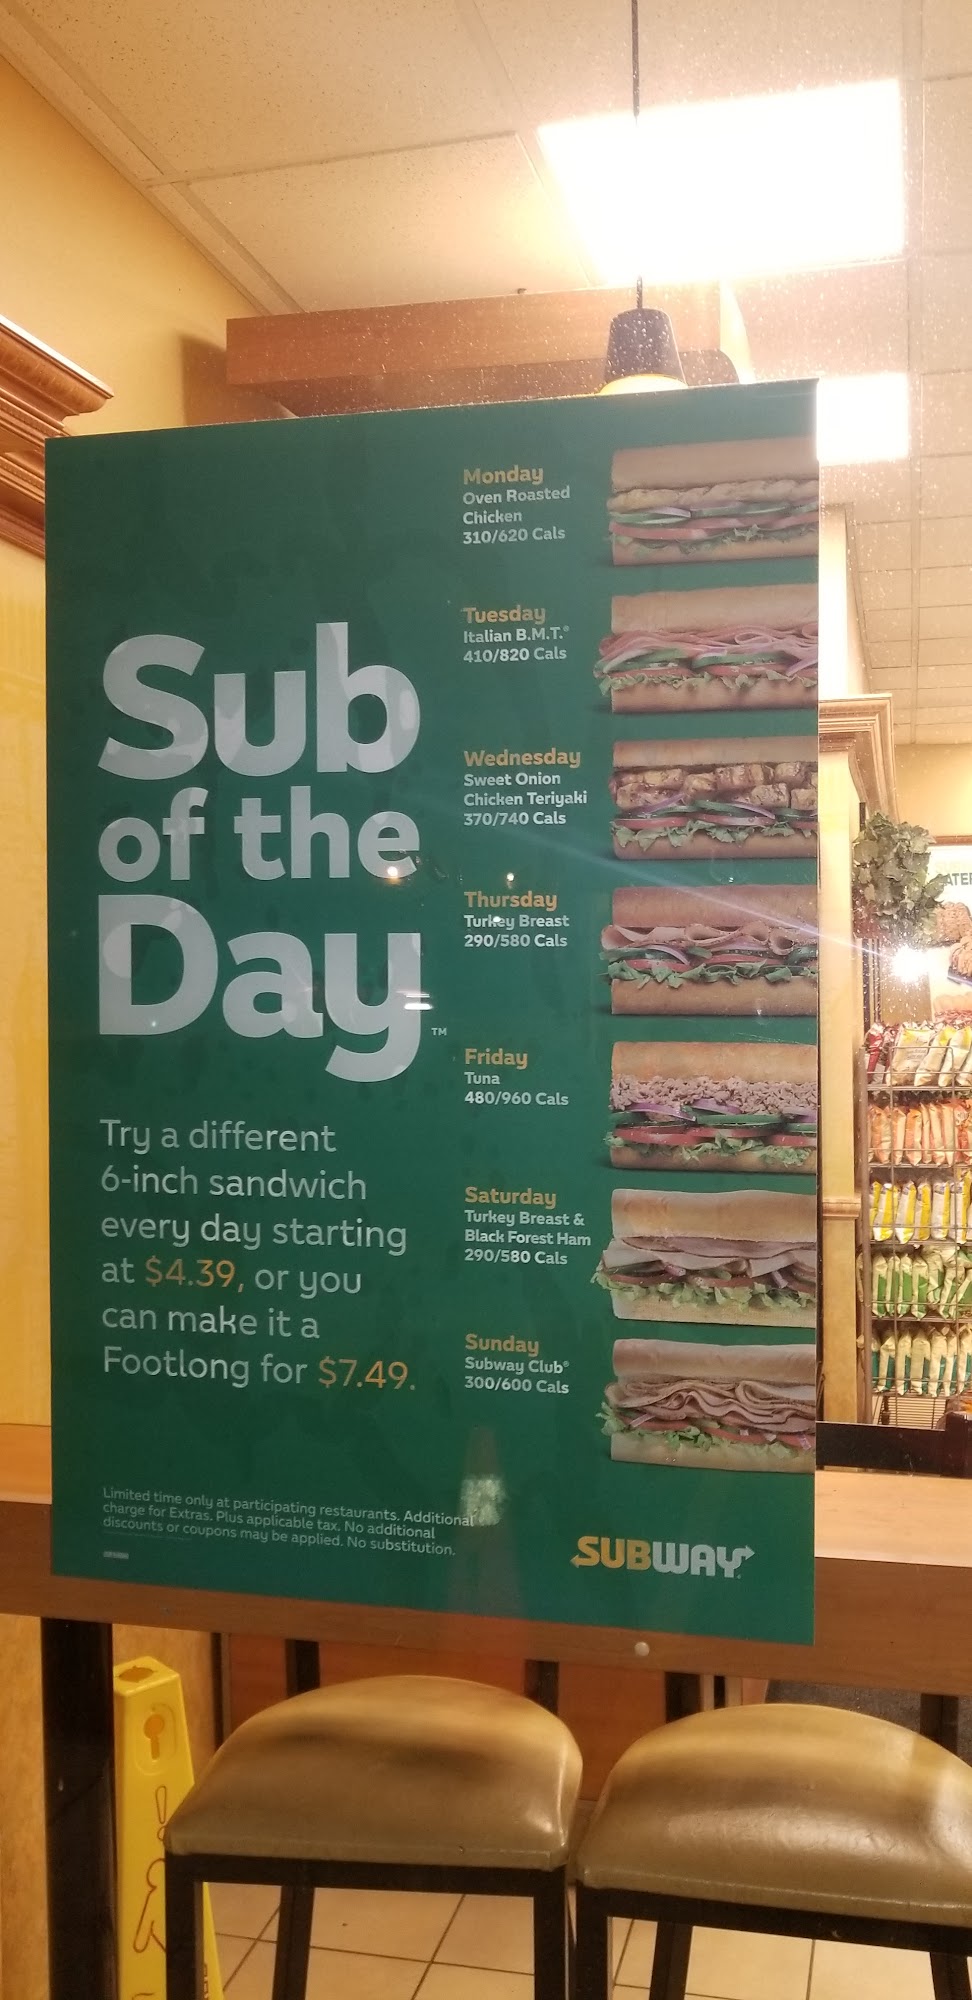 Sub
of the
Day™
Try a different
6-inch sandwich
every day starting
at $4.39, or you
can make it a
Footlong for $7.49.
Monday
Oven Roasted
Chicken
310/620 Cals
Tuesday
Italian B.M.T.®
410/820 Cals
Wednesday
Sweet Onion
Chicken Teriyaki
370/740 Cals
Thursday
Turkey Breast
290/580 Cals
Friday
Tuna
480/960 Cals
Saturday
Turkey Breast &
Black Forest Ham
290/580 Cals
Sunday
Subway Club®
300/600 Cals
Limited time only at participating restaurants. Additional
charge for Extras. Plus applicable tax. No additional
discounts or coupons may be applied. No substitution.
SUBWAY